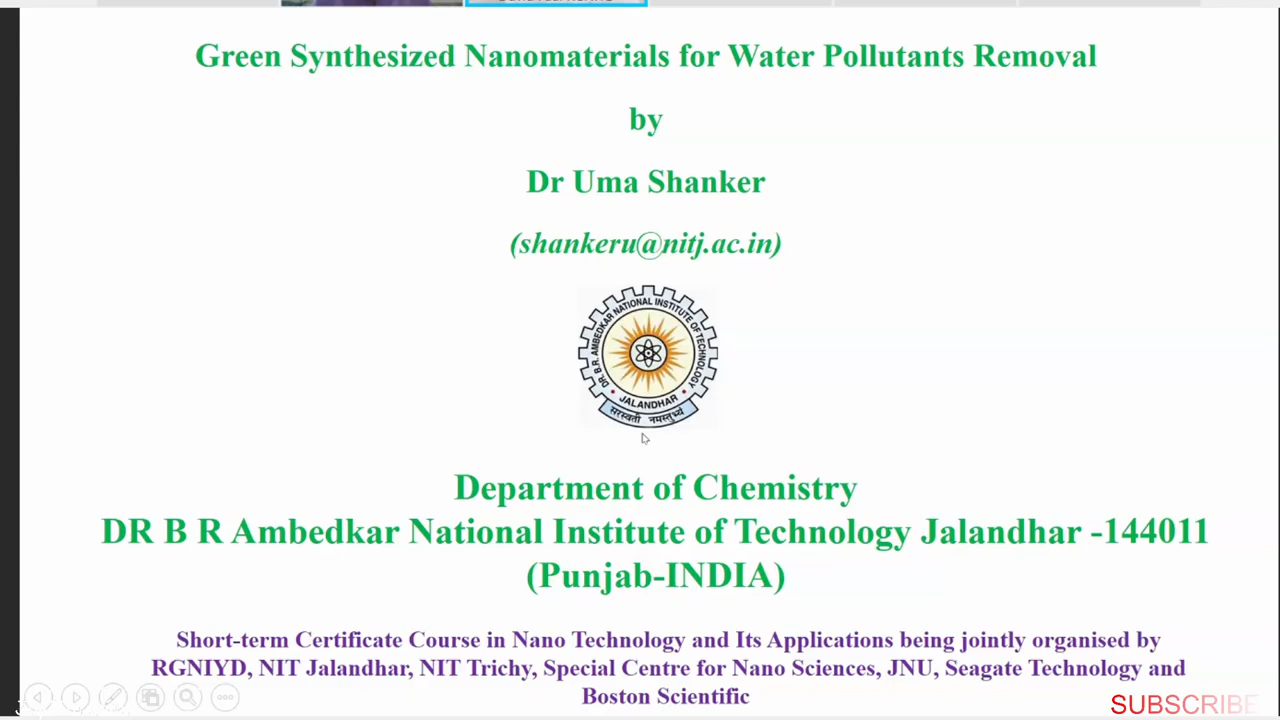 Green Synthesized Nanomaterials for Water Pollutants Removal
by
Dr Uma Shanker
(shankeru@nitj.ac.in)
DR. B.R. AMBEDKAR NATIONAL INSTITUTE OF TECHNOLOGY
JALANDHAR
सरस्वती नमस्तुभ्यं
Department of Chemistry
DR B R Ambedkar National Institute of Technology Jalandhar -144011
(Punjab-INDIA)
Short-term Certificate Course in Nano Technology and Its Applications being jointly organised by
RGNIYD, NIT Jalandhar, NIT Trichy, Special Centre for Nano Sciences, JNU, Seagate Technology and
Boston Scientific
SUBSCRIBE